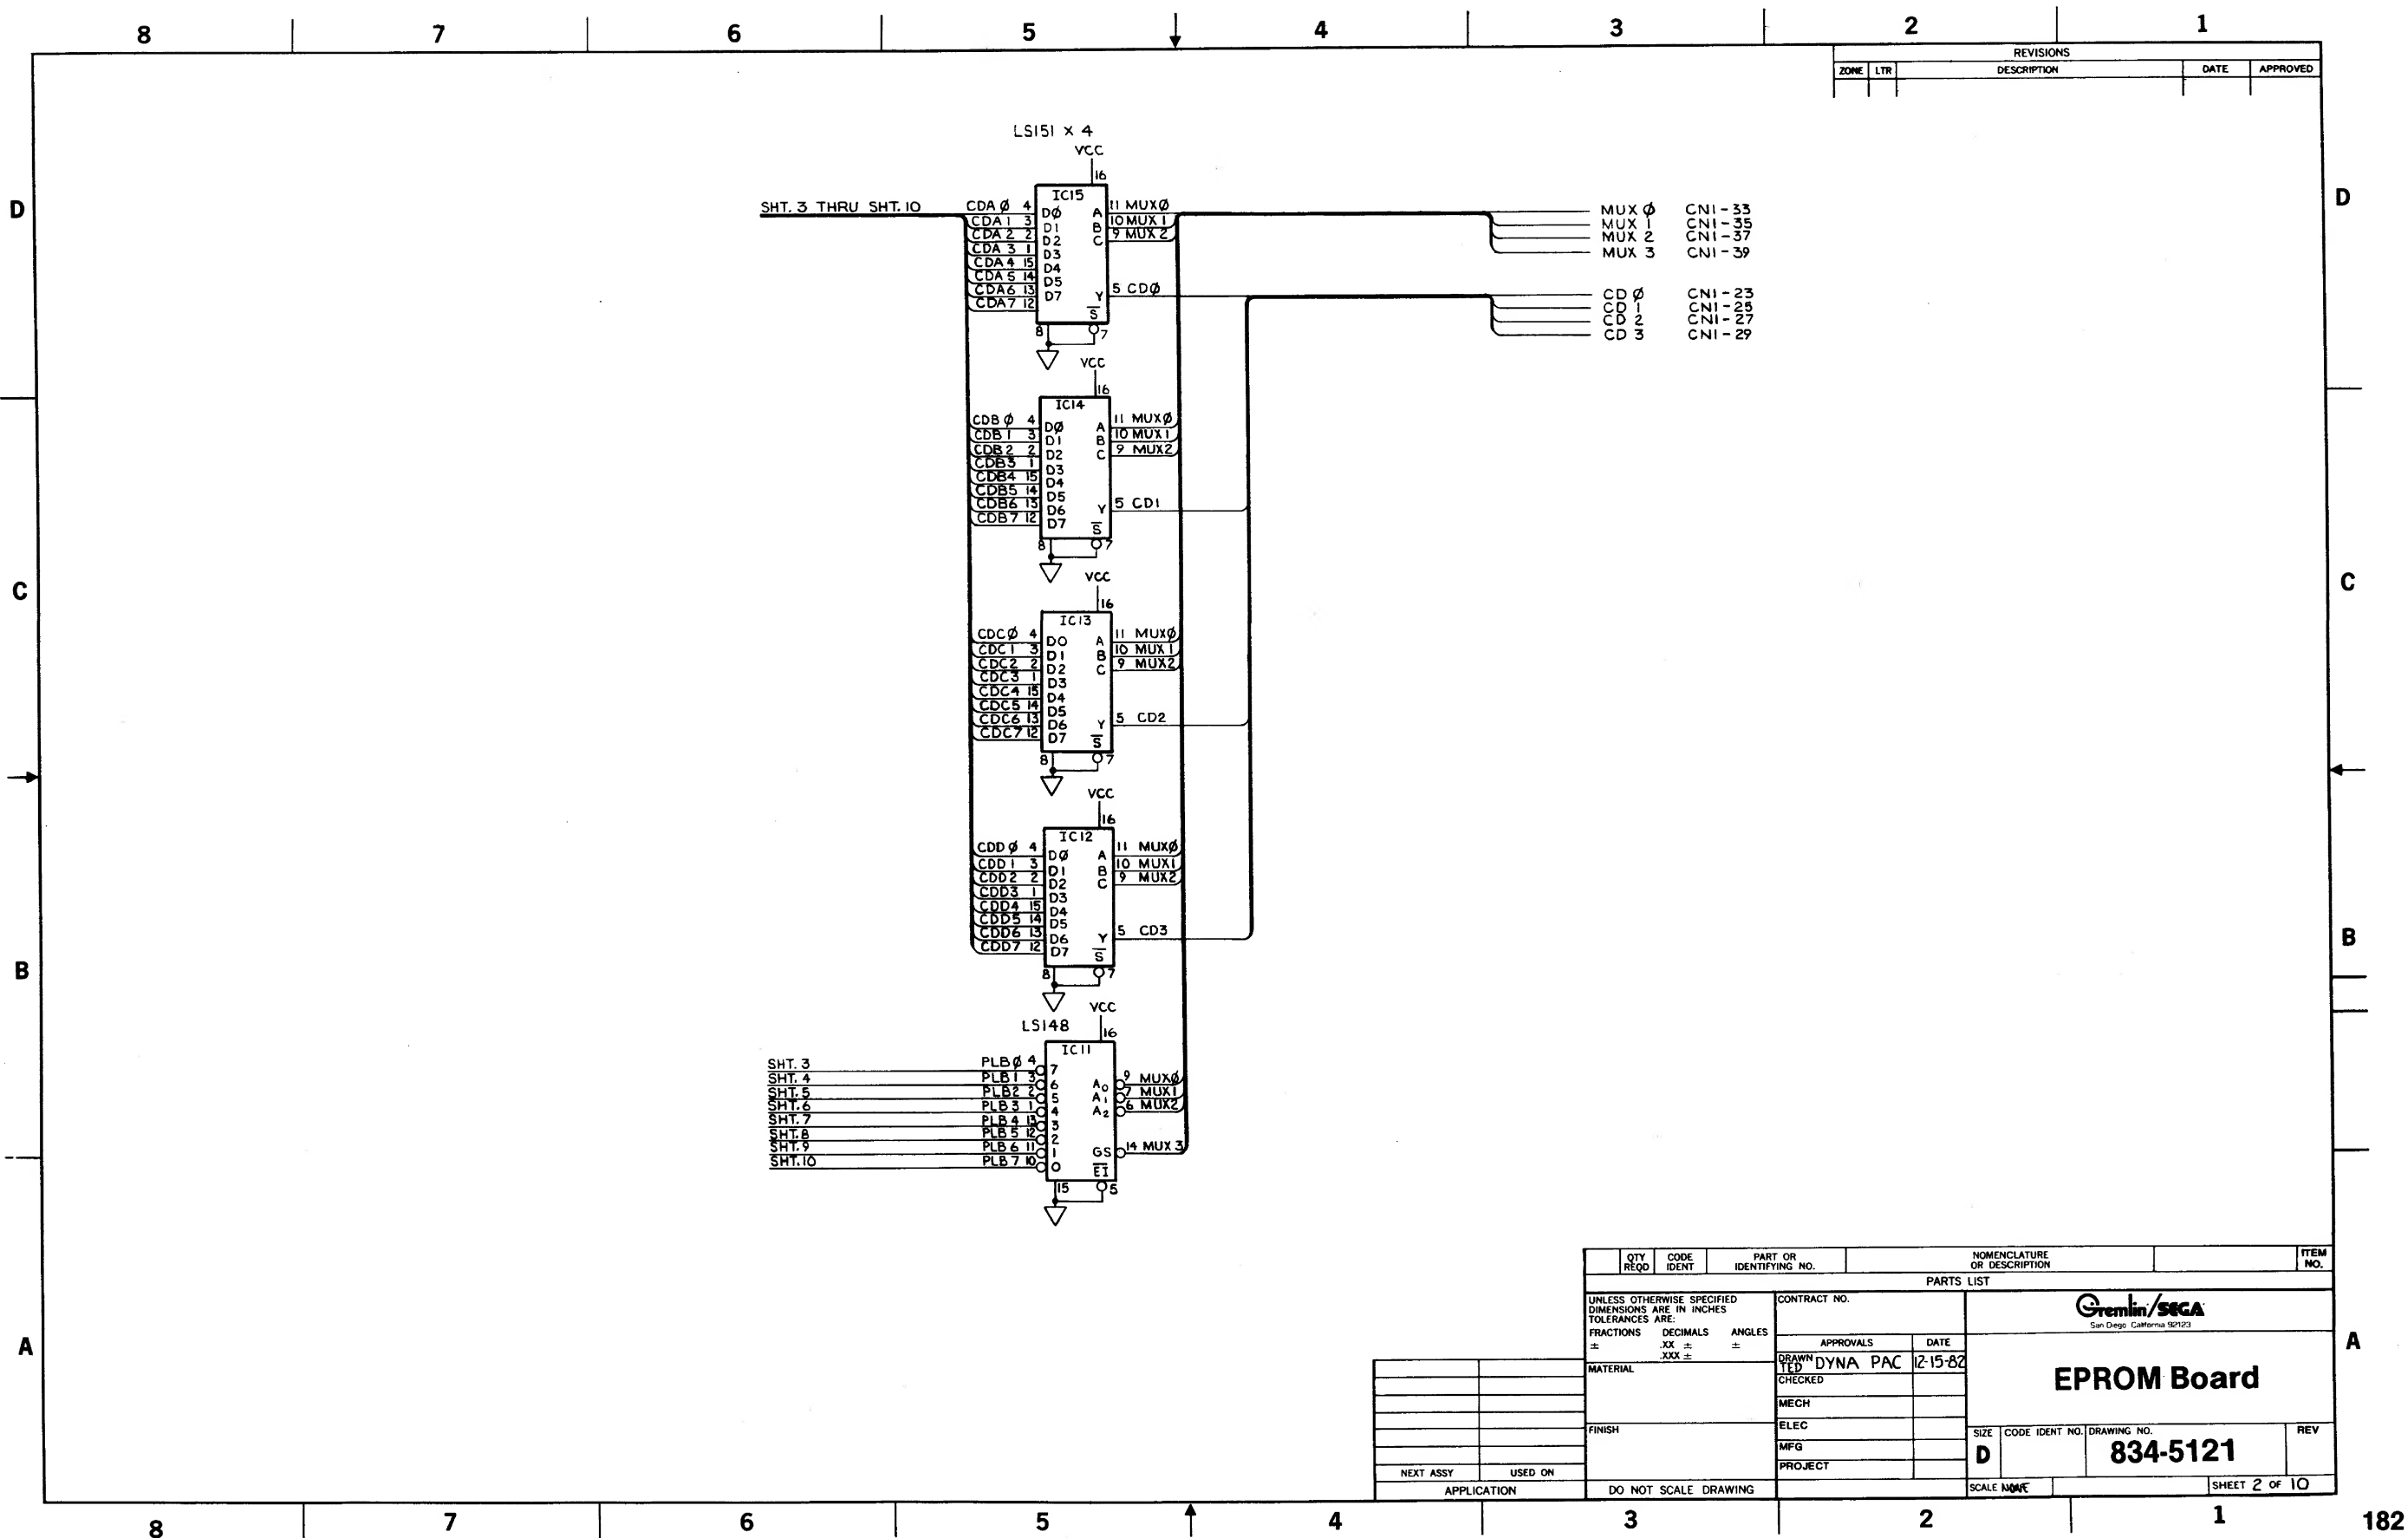 8 7 6 5 4 3 2 1
REVISIONS
ZONE LTR DESCRIPTION DATE APPROVED
D D
LS151 X 4
VCC
16
IC15
SHT. 3 THRU SHT. 10
CDA Ø 4 DØ A 11 MUXØ
CDA 1 3 D1 B 10 MUX 1
CDA 2 2 D2 C 9 MUX 2
CDA 3 1 D3
CDA 4 15 D4
CDA 5 14 D5
CDA6 13 D7 Y 5 CDØ
CDA7 12 S
8 7
MUX Ø CN1-33
MUX 1 CN1-35
MUX 2 CN1-37
MUX 3 CN1-39
CD Ø CN1-23
CD 1 CN1-25
CD 2 CN1-27
CD 3 CN1-29
VCC
16
IC14
CDB Ø 4 DØ A 11 MUXØ
CDB 1 3 D1 B 10 MUX1
CDB2 2 D2 C 9 MUX2
CDB3 1 D3
CDB4 15 D4
CDB5 14 D5
CDB6 13 D6 Y 5 CD1
CDB7 12 D7 S
8 7
C C
VCC
16
IC13
CDCØ 4 D0 A 11 MUXØ
CDC1 3 D1 B 10 MUX1
CDC2 2 D2 C 9 MUX2
CDC3 1 D3
CDC4 15 D4
CDC5 14 D5
CDC6 13 D6 Y 5 CD2
CDC7 12 D7 S
8 7
VCC
16
IC12
CDD Ø 4 DØ A 11 MUXØ
CDD 1 3 D1 B 10 MUX1
CDD2 2 D2 C 9 MUX2
CDD3 1 D3
CDD4 15 D4
CDD5 14 D5
CDD6 13 D6 Y 5 CD3
CDD7 12 D7 S
8 7
B B
VCC
LS148
16
IC11
SHT. 3 PLBØ 4 7
SHT. 4 PLB1 3 6 A0 9 MUXØ
SHT.5 PLB2 2 5 A1 7 MUX1
SHT.6 PLB3 1 4 A2 6 MUX2
SHT. 7 PLB4 13 3
SHT.8 PLB5 12 2
SHT.9 PLB6 11 1 GS 14 MUX 3
SHT.10 PLB7 10 0 EI
15 5
QTY REQD CODE IDENT PART OR IDENTIFYING NO. NOMENCLATURE OR DESCRIPTION ITEM NO.
PARTS LIST
UNLESS OTHERWISE SPECIFIED
DIMENSIONS ARE IN INCHES
TOLERANCES ARE:
FRACTIONS DECIMALS ANGLES
± .XX ± ±
.XXX ±
MATERIAL
FINISH
DO NOT SCALE DRAWING
CONTRACT NO.
APPROVALS DATE
DRAWN TED DYNA PAC 12-15-82
CHECKED
MECH
ELEC
MFG
PROJECT
Gremlin/SEGA
San Diego California 92123
EPROM Board
SIZE D CODE IDENT NO. DRAWING NO. 834-5121 REV
SCALE NONE SHEET 2 OF 10
NEXT ASSY USED ON
APPLICATION
A A
8 7 6 5 4 3 2 1
182